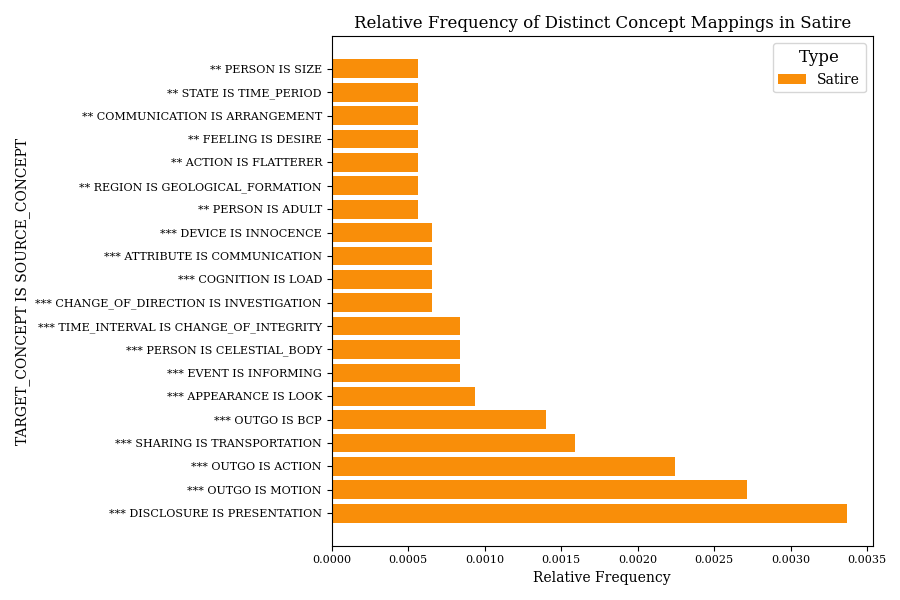 Relative Frequency of Distinct Concept Mappings in Satire
Type
Satire
TARGET_CONCEPT IS SOURCE_CONCEPT
** PERSON IS SIZE
** STATE IS TIME_PERIOD
** COMMUNICATION IS ARRANGEMENT
** FEELING IS DESIRE
** ACTION IS FLATTERER
** REGION IS GEOLOGICAL_FORMATION
** PERSON IS ADULT
*** DEVICE IS INNOCENCE
*** ATTRIBUTE IS COMMUNICATION
*** COGNITION IS LOAD
*** CHANGE_OF_DIRECTION IS INVESTIGATION
*** TIME_INTERVAL IS CHANGE_OF_INTEGRITY
*** PERSON IS CELESTIAL_BODY
*** EVENT IS INFORMING
*** APPEARANCE IS LOOK
*** OUTGO IS BCP
*** SHARING IS TRANSPORTATION
*** OUTGO IS ACTION
*** OUTGO IS MOTION
*** DISCLOSURE IS PRESENTATION
0.0000 0.0005 0.0010 0.0015 0.0020 0.0025 0.0030 0.0035
Relative Frequency